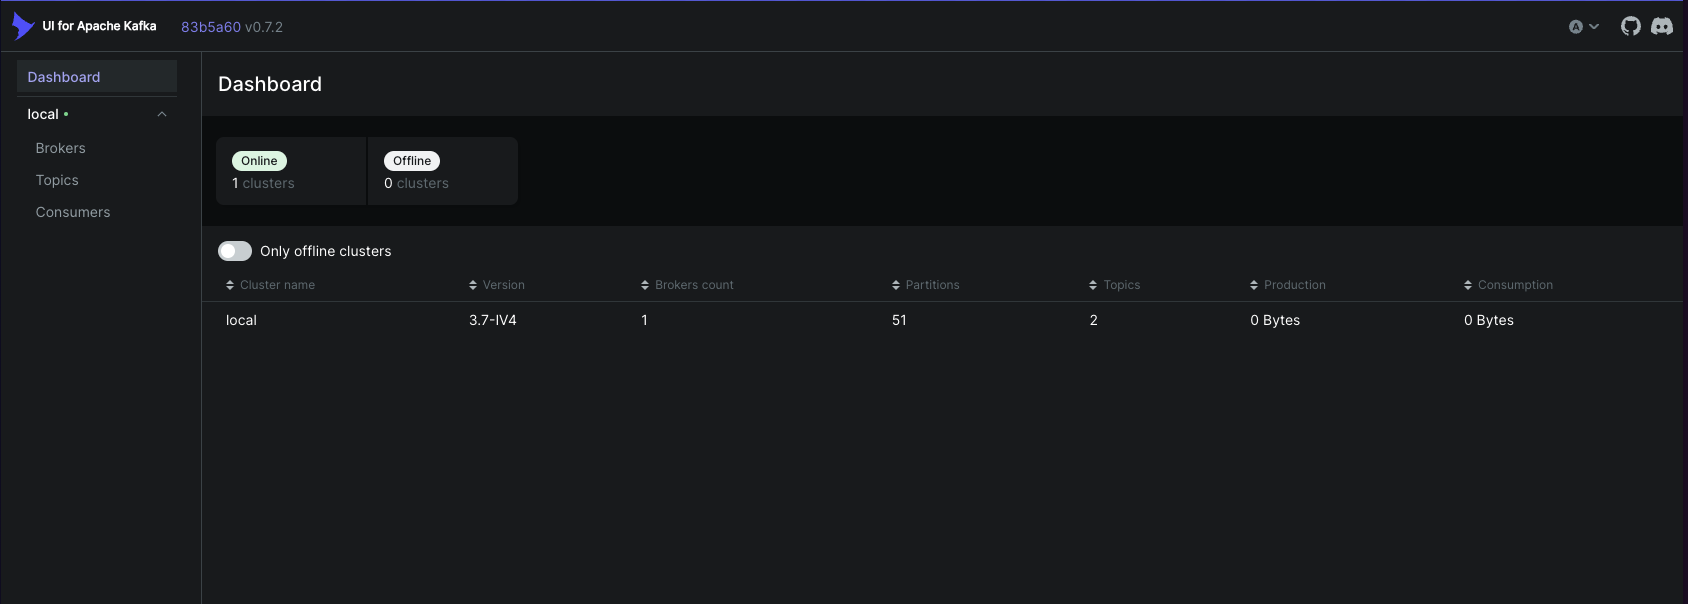 UI for Apache Kafka 83b5a60 v0.7.2 A
Dashboard
local
Brokers
Topics
Consumers
Dashboard
Online
1 clusters
Offline
0 clusters
Only offline clusters
Cluster name Version Brokers count Partitions Topics Production Consumption
local 3.7-IV4 1 51 2 0 Bytes 0 Bytes